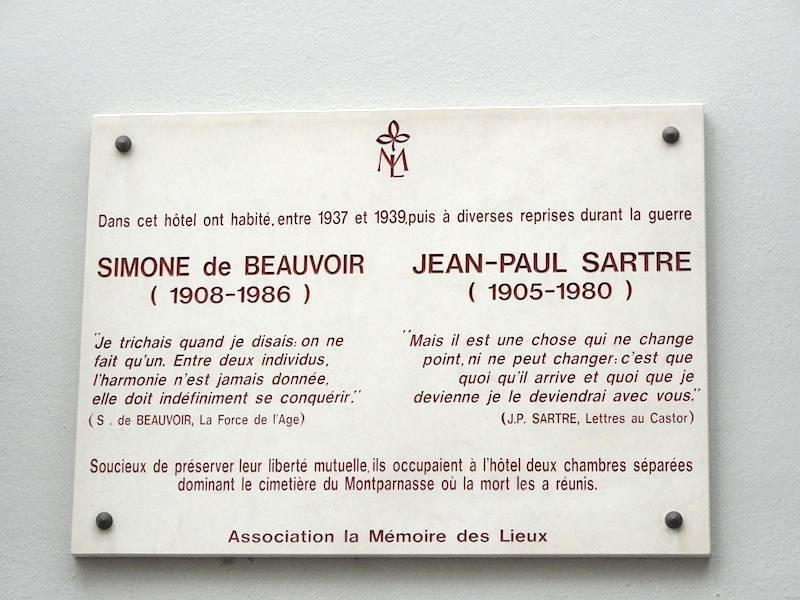 ML
Dans cet hôtel ont habité, entre 1937 et 1939,puis à diverses reprises durant la guerre
SIMONE de BEAUVOIR
( 1908-1986 )
"Je trichais quand je disais: on ne
fait qu'un. Entre deux individus,
l'harmonie n'est jamais donnée,
elle doit indéfiniment se conquérir."
(S . de BEAUVOIR, La Force de l'Age)
JEAN-PAUL SARTRE
( 1905-1980 )
"Mais il est une chose qui ne change
point, ni ne peut changer: c'est que
quoi qu'il arrive et quoi que je
devienne je le deviendrai avec vous."
(J.P. SARTRE, Lettres au Castor)
Soucieux de préserver leur liberté mutuelle, ils occupaient à l'hôtel deux chambres séparées
dominant le cimetière du Montparnasse où la mort les a réunis.
Association la Mémoire des Lieux